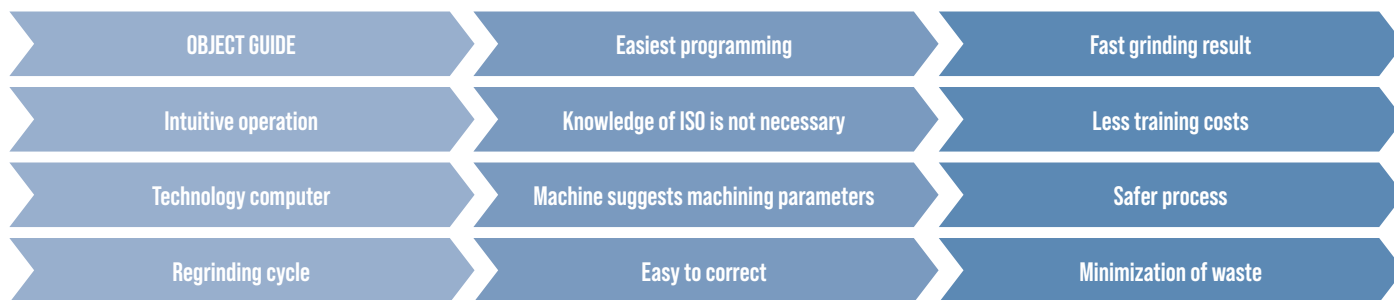 OBJECT GUIDE
Easiest programming
Fast grinding result
Intuitive operation
Knowledge of ISO is not necessary
Less training costs
Technology computer
Machine suggests machining parameters
Safer process
Regrinding cycle
Easy to correct
Minimization of waste